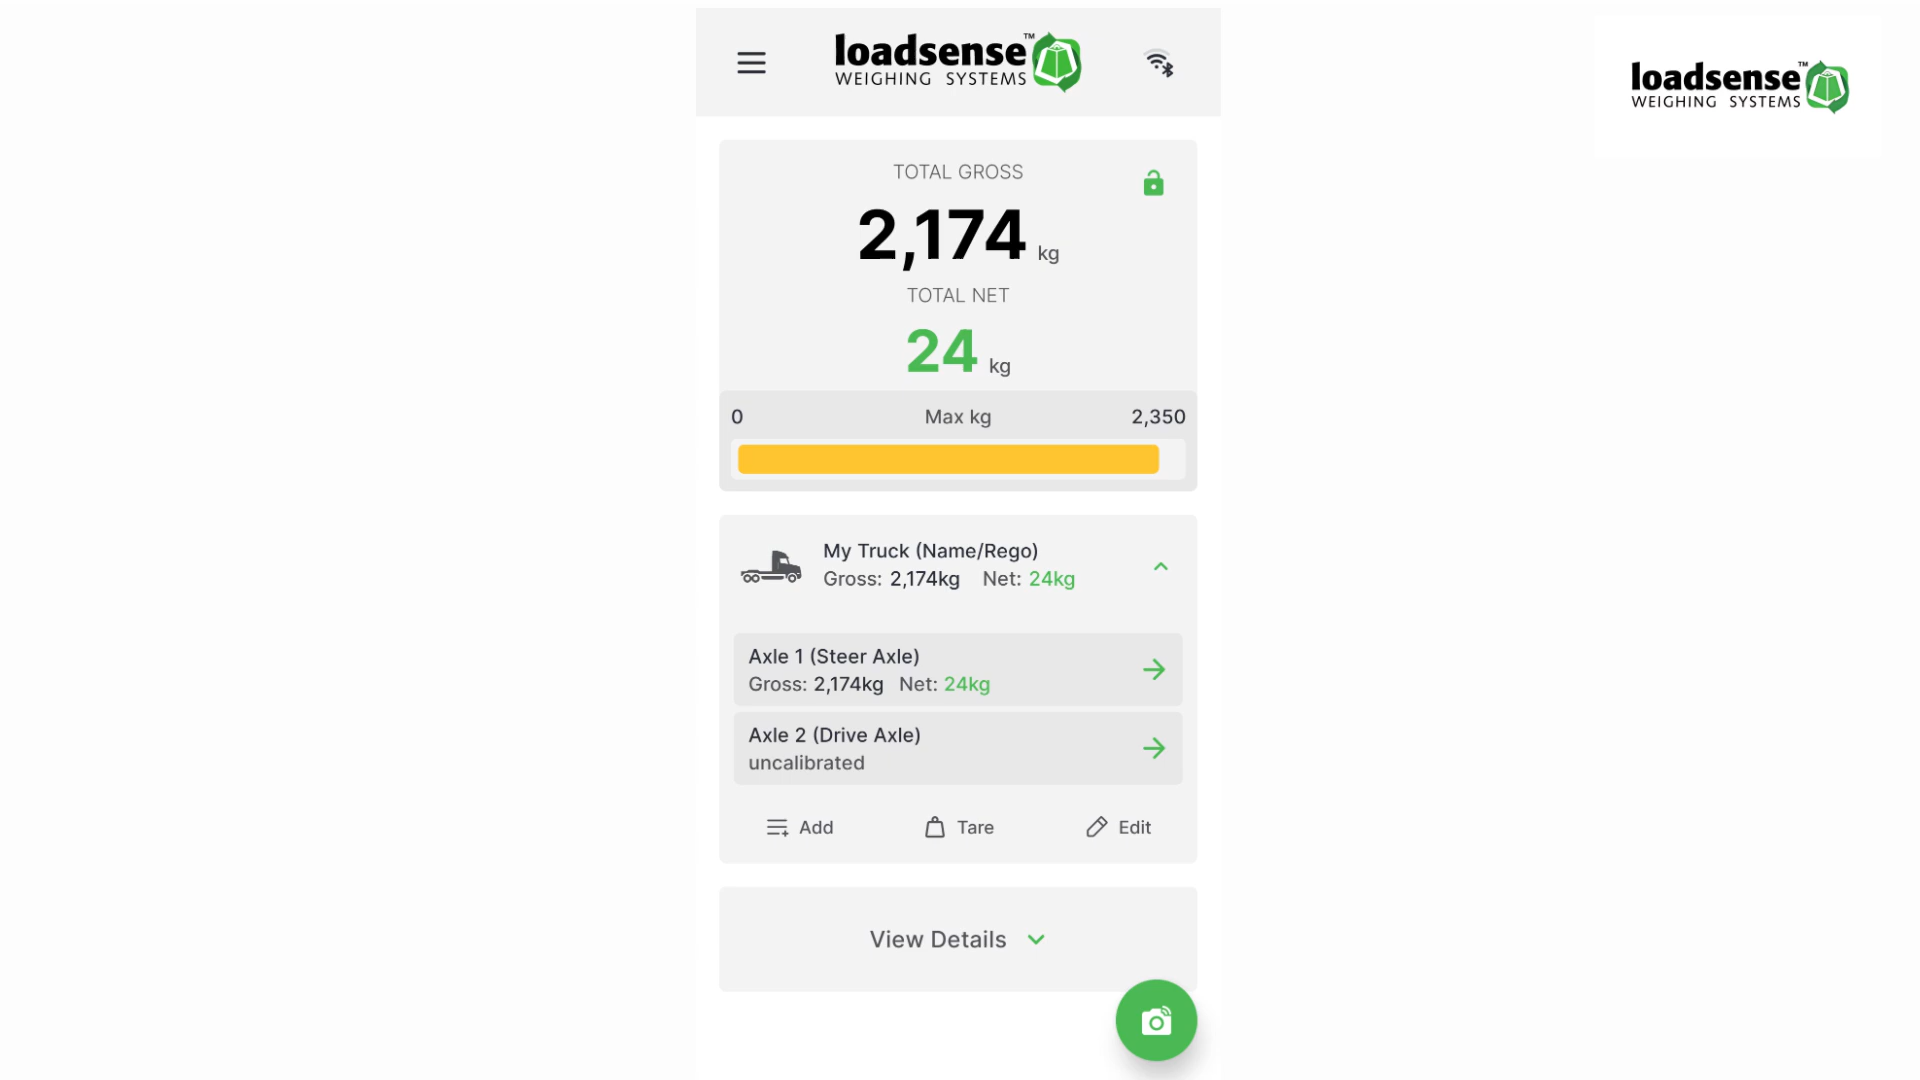 loadsense™
WEIGHING SYSTEMS
loadsense™
WEIGHING SYSTEMS
TOTAL GROSS
2,174 kg
TOTAL NET
24 kg
0 Max kg 2,350
My Truck (Name/Rego)
Gross: 2,174kg Net: 24kg
Axle 1 (Steer Axle)
Gross: 2,174kg Net: 24kg
Axle 2 (Drive Axle)
uncalibrated
Add Tare Edit
View Details